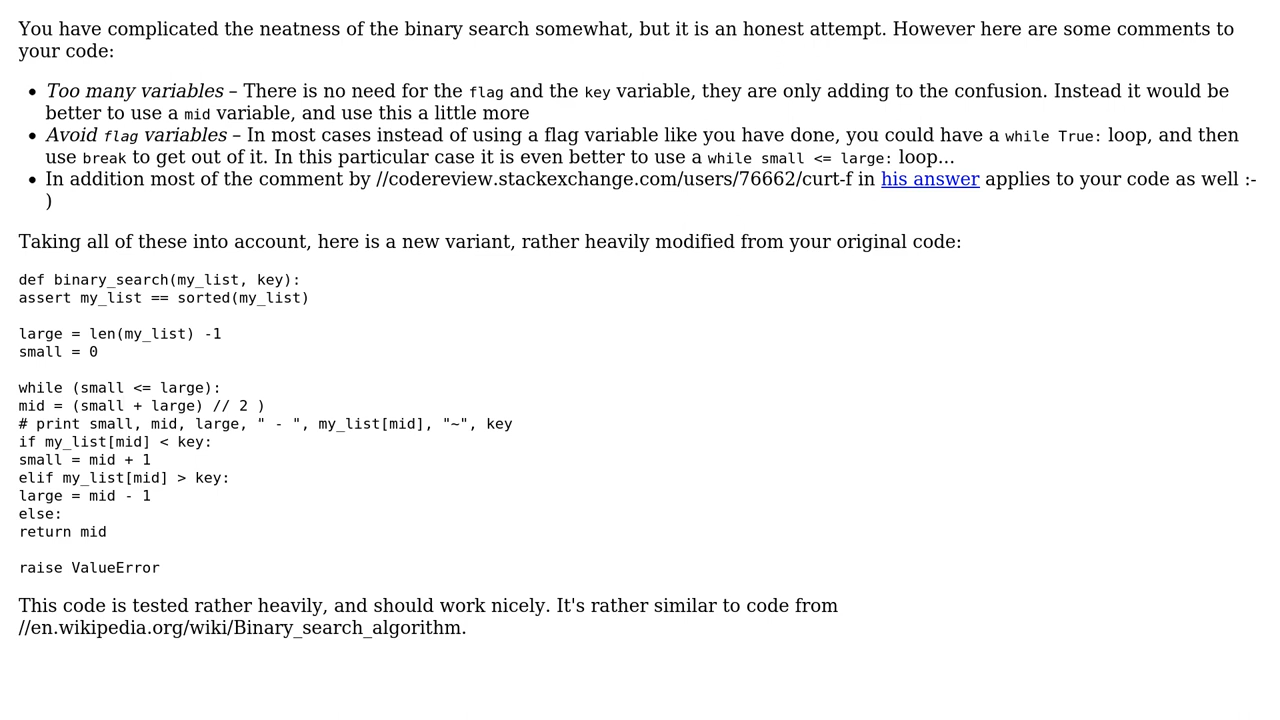 You have complicated the neatness of the binary search somewhat, but it is an honest attempt. However here are some comments to
your code:
• Too many variables – There is no need for the flag and the key variable, they are only adding to the confusion. Instead it would be
better to use a mid variable, and use this a little more
• Avoid flag variables – In most cases instead of using a flag variable like you have done, you could have a while True: loop, and then
use break to get out of it. In this particular case it is even better to use a while small <= large: loop...
• In addition most of the comment by //codereview.stackexchange.com/users/76662/curt-f in his answer applies to your code as well :-
)
Taking all of these into account, here is a new variant, rather heavily modified from your original code:
def binary_search(my_list, key):
assert my_list == sorted(my_list)
large = len(my_list) -1
small = 0
while (small <= large):
mid = (small + large) // 2 )
# print small, mid, large, " - ", my_list[mid], "~", key
if my_list[mid] < key:
small = mid + 1
elif my_list[mid] > key:
large = mid - 1
else:
return mid
raise ValueError
This code is tested rather heavily, and should work nicely. It's rather similar to code from
//en.wikipedia.org/wiki/Binary_search_algorithm.